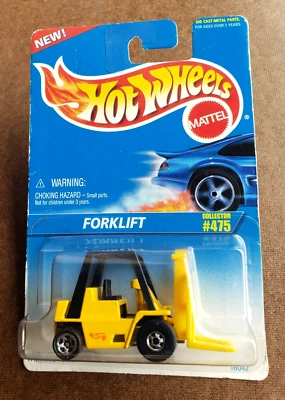 NEW!
DIE CAST METAL PARTS.
FOR AGES OVER 3 YEARS.
HOT WHEELS
MATTEL
WARNING:
CHOKING HAZARD – Small parts.
Not for children under 3 years.
FORKLIFT
COLLECTOR
#475
16042